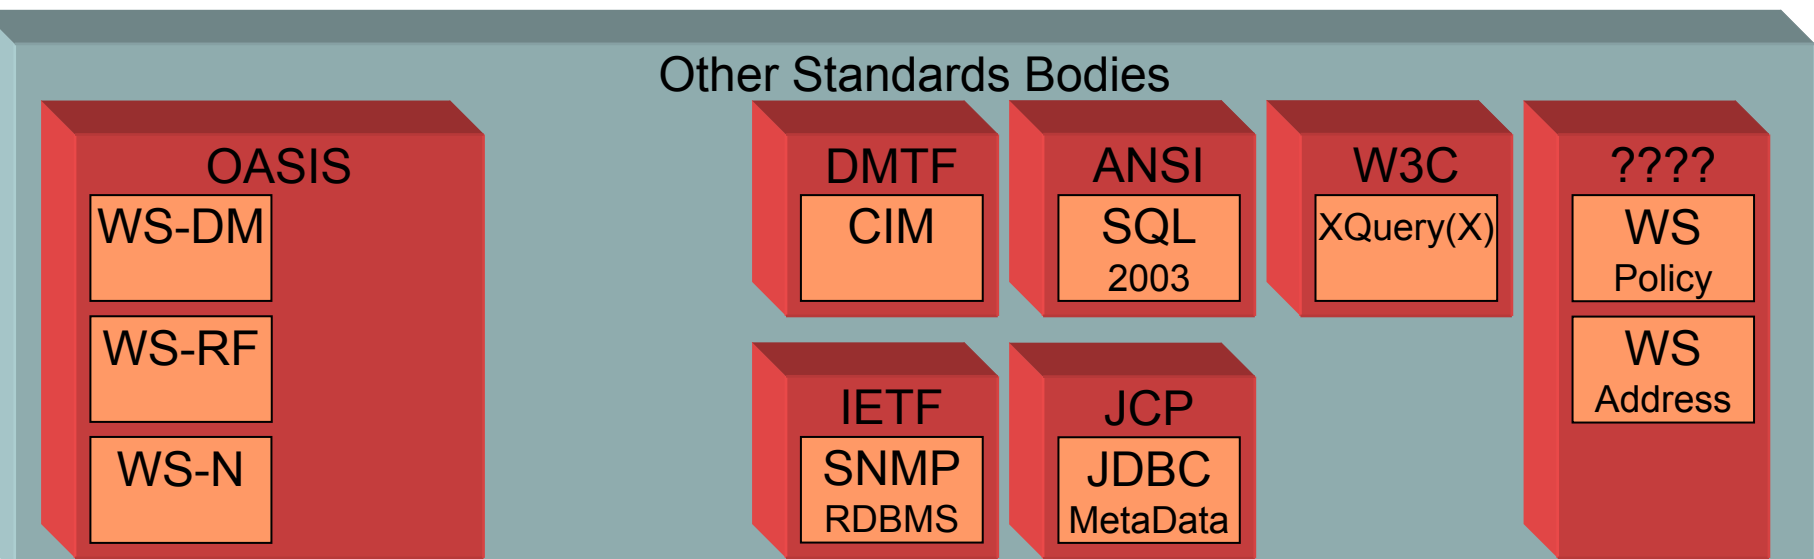 Other Standards Bodies
OASIS
WS-DM
WS-RF
WS-N
DMTF
CIM
ANSI
SQL
2003
W3C
XQuery(X)
????
WS
Policy
WS
Address
IETF
SNMP
RDBMS
JCP
JDBC
MetaData